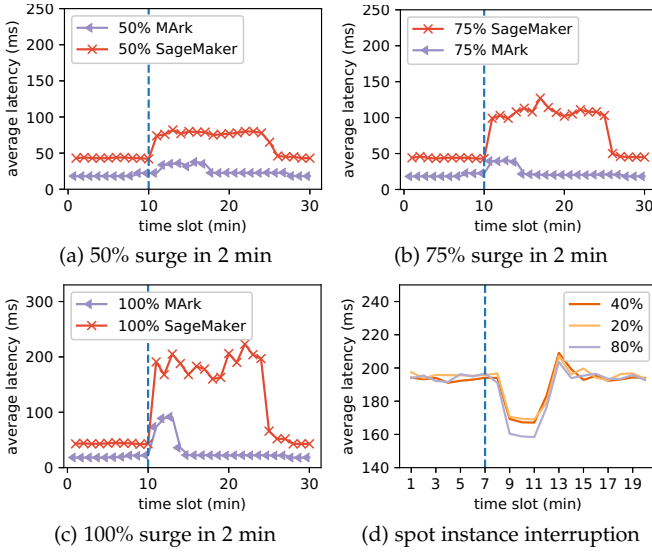 250
200
150
100
50
0
average latency (ms)
50% MArk
50% SageMaker
0 10 20 30
time slot (min)
(a) 50% surge in 2 min
250
200
150
100
50
0
average latency (ms)
75% SageMaker
75% MArk
0 10 20 30
time slot (min)
(b) 75% surge in 2 min
300
200
100
0
average latency (ms)
100% MArk
100% SageMaker
0 10 20 30
time slot (min)
(c) 100% surge in 2 min
240
220
200
180
160
140
average latency (ms)
40%
20%
80%
1 3 5 7 9 11 13 15 17 19
time slot (min)
(d) spot instance interruption